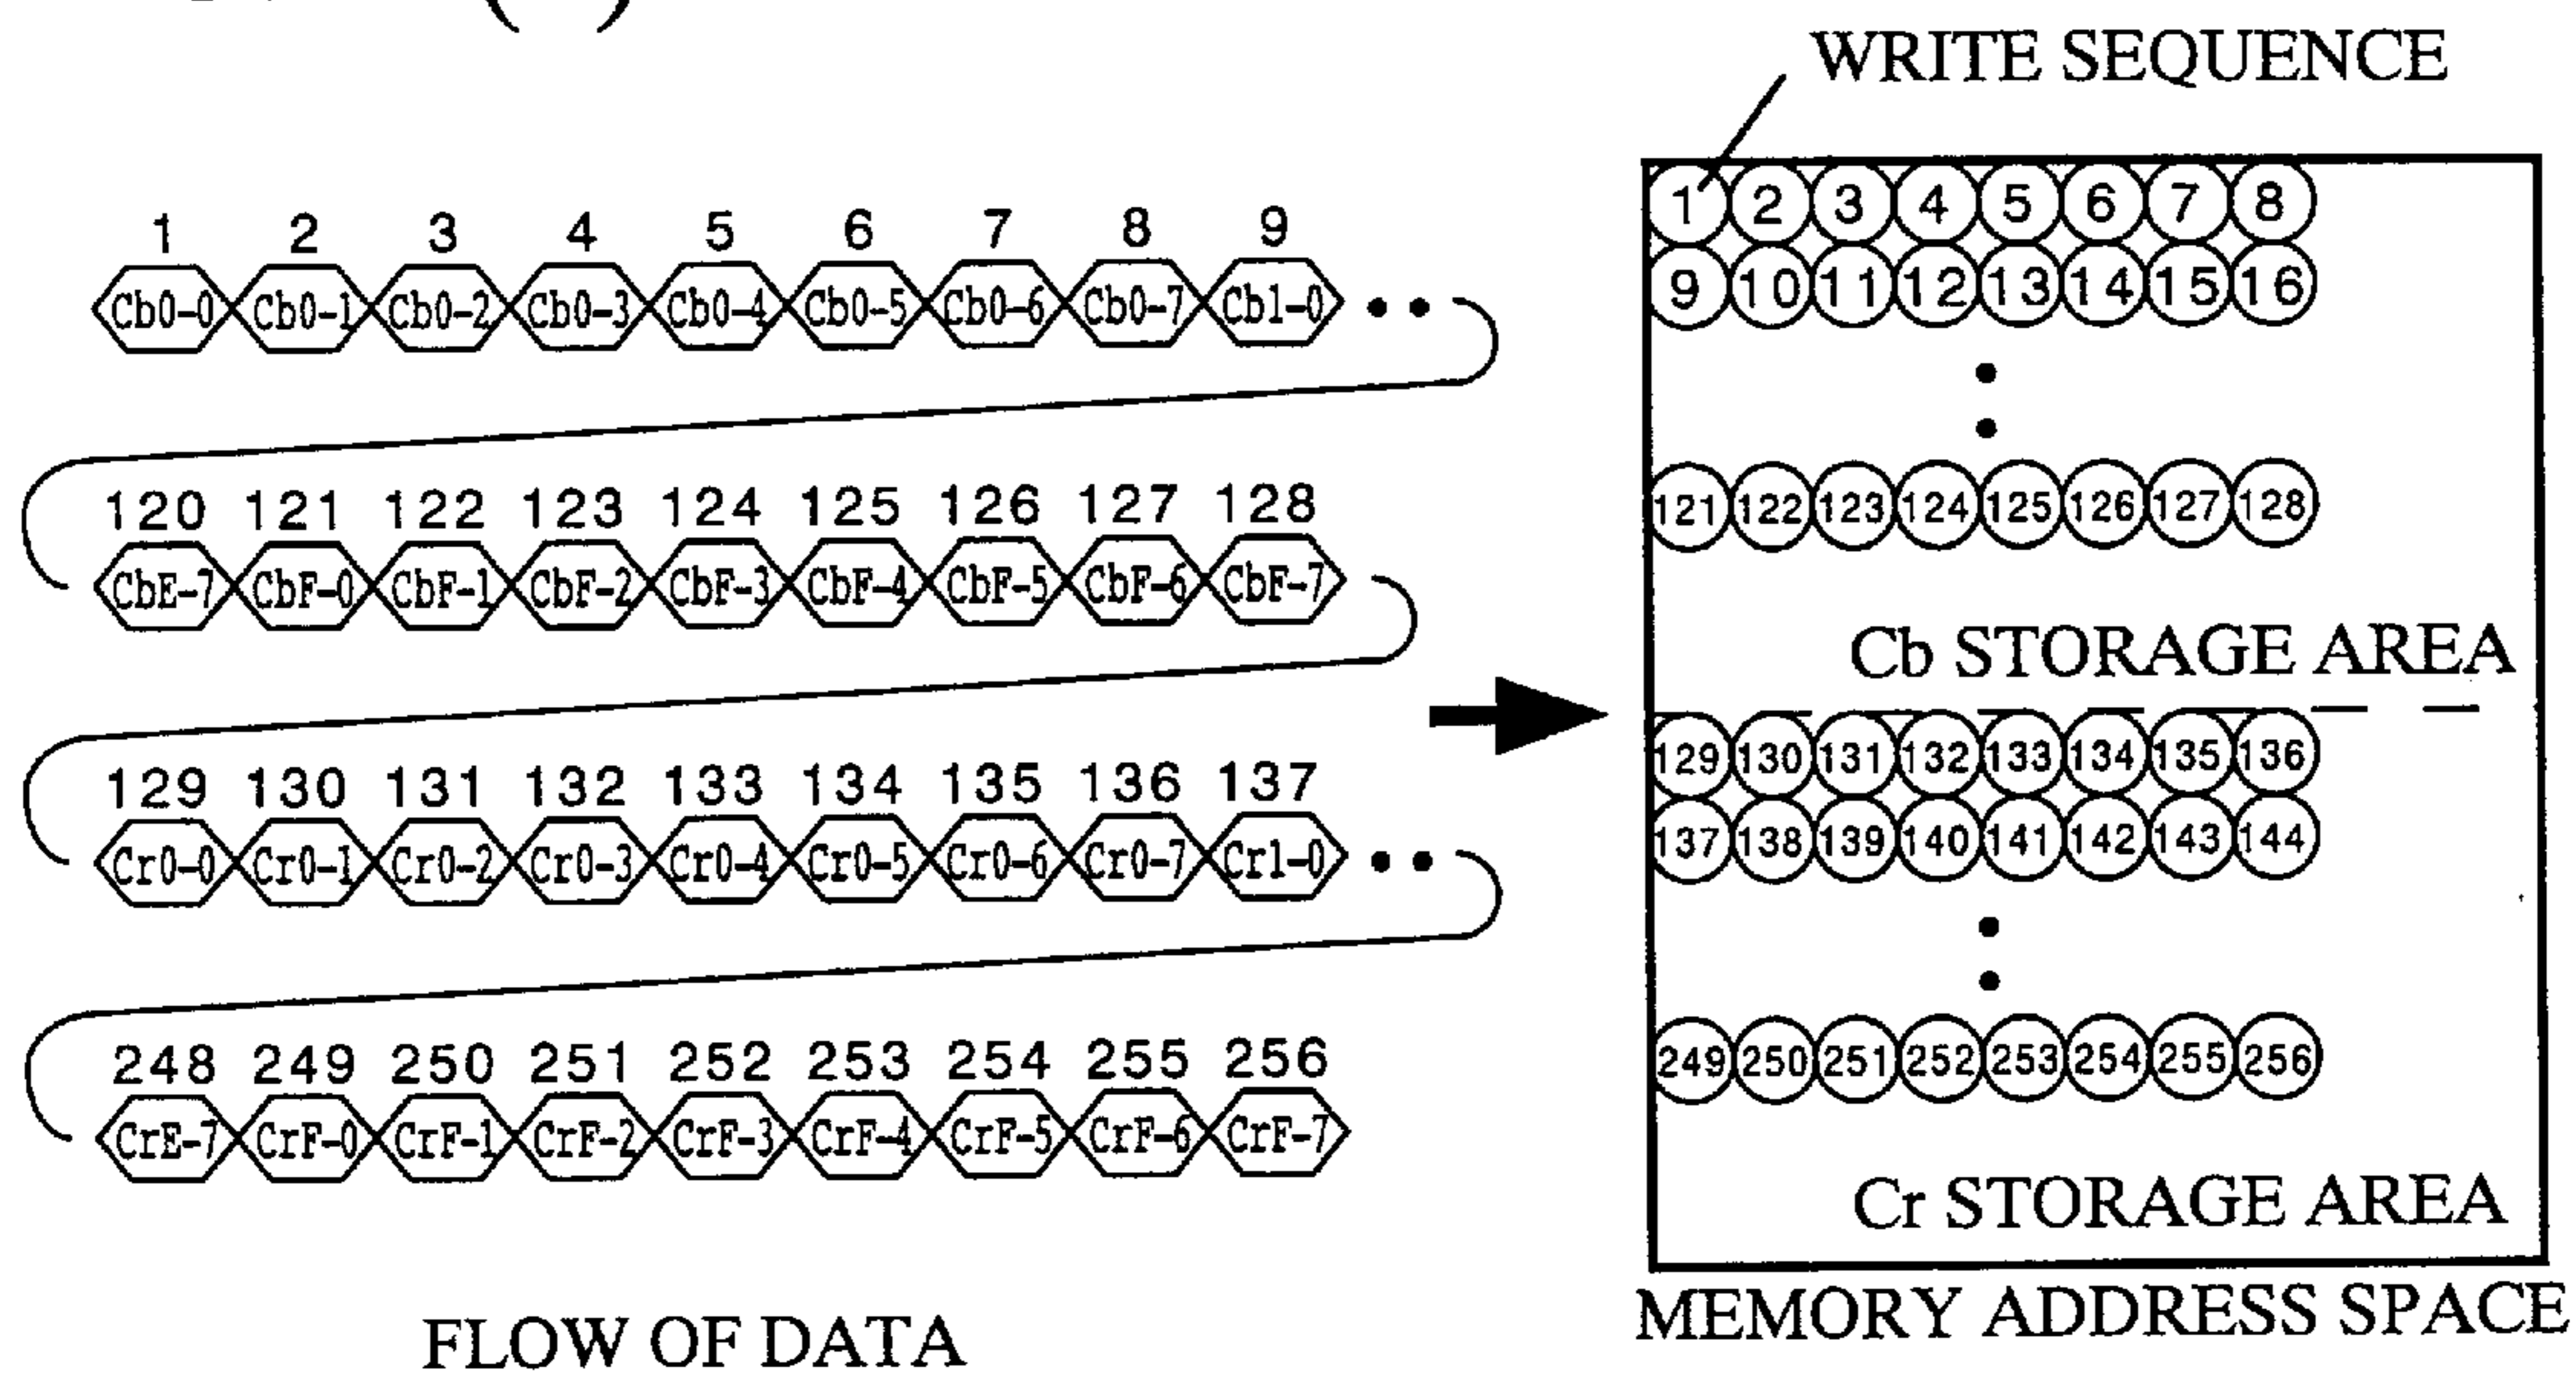 WRITE SEQUENCE
1 2 3 4 5 6 7 8 9
Cb0-0 Cb0-1 Cb0-2 Cb0-3 Cb0-4 Cb0-5 Cb0-6 Cb0-7 Cb1-0
120 121 122 123 124 125 126 127 128
CbE-7 CbF-0 CbF-1 CbF-2 CbF-3 CbF-4 CbF-5 CbF-6 CbF-7
129 130 131 132 133 134 135 136 137
Cr0-0 Cr0-1 Cr0-2 Cr0-3 Cr0-4 Cr0-5 Cr0-6 Cr0-7 Cr1-0
248 249 250 251 252 253 254 255 256
CrE-7 CrF-0 CrF-1 CrF-2 CrF-3 CrF-4 CrF-5 CrF-6 CrF-7
FLOW OF DATA
1 2 3 4 5 6 7 8
9 10 11 12 13 14 15 16
121 122 123 124 125 126 127 128
Cb STORAGE AREA
129 130 131 132 133 134 135 136
137 138 139 140 141 142 143 144
249 250 251 252 253 254 255 256
Cr STORAGE AREA
MEMORY ADDRESS SPACE